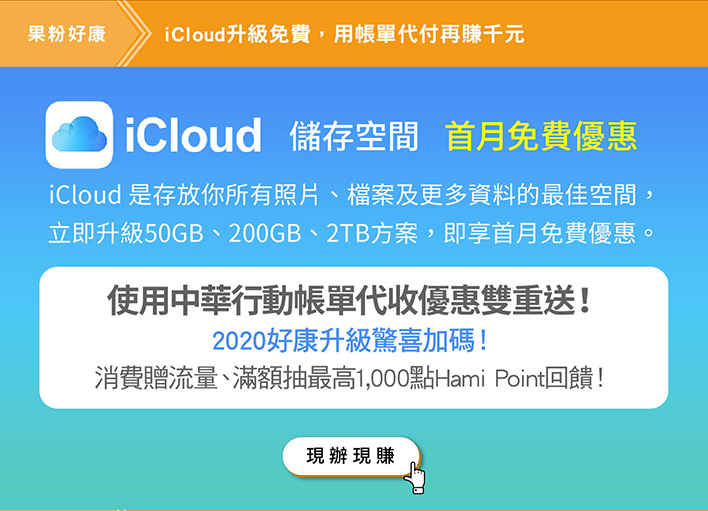 果粉好康
iCloud升級免費，用帳單代付再賺千元
iCloud 儲存空間 首月免費優惠
iCloud 是存放你所有照片、檔案及更多資料的最佳空間，
立即升級50GB、200GB、2TB方案，即享首月免費優惠。
使用中華行動帳單代收優惠雙重送！
2020好康升級驚喜加碼！
消費贈流量、滿額抽最高1,000點Hami Point回饋！
現辦現賺